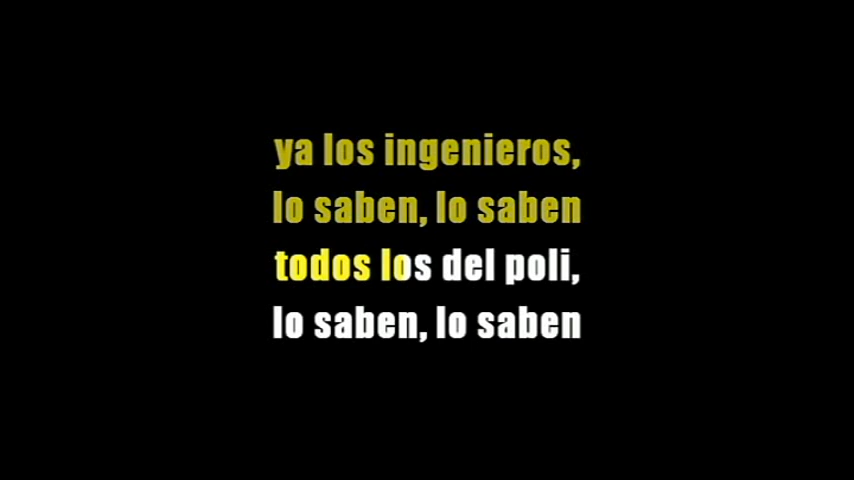 ya los ingenieros,
lo saben, lo saben
todos los del poli,
lo saben, lo saben